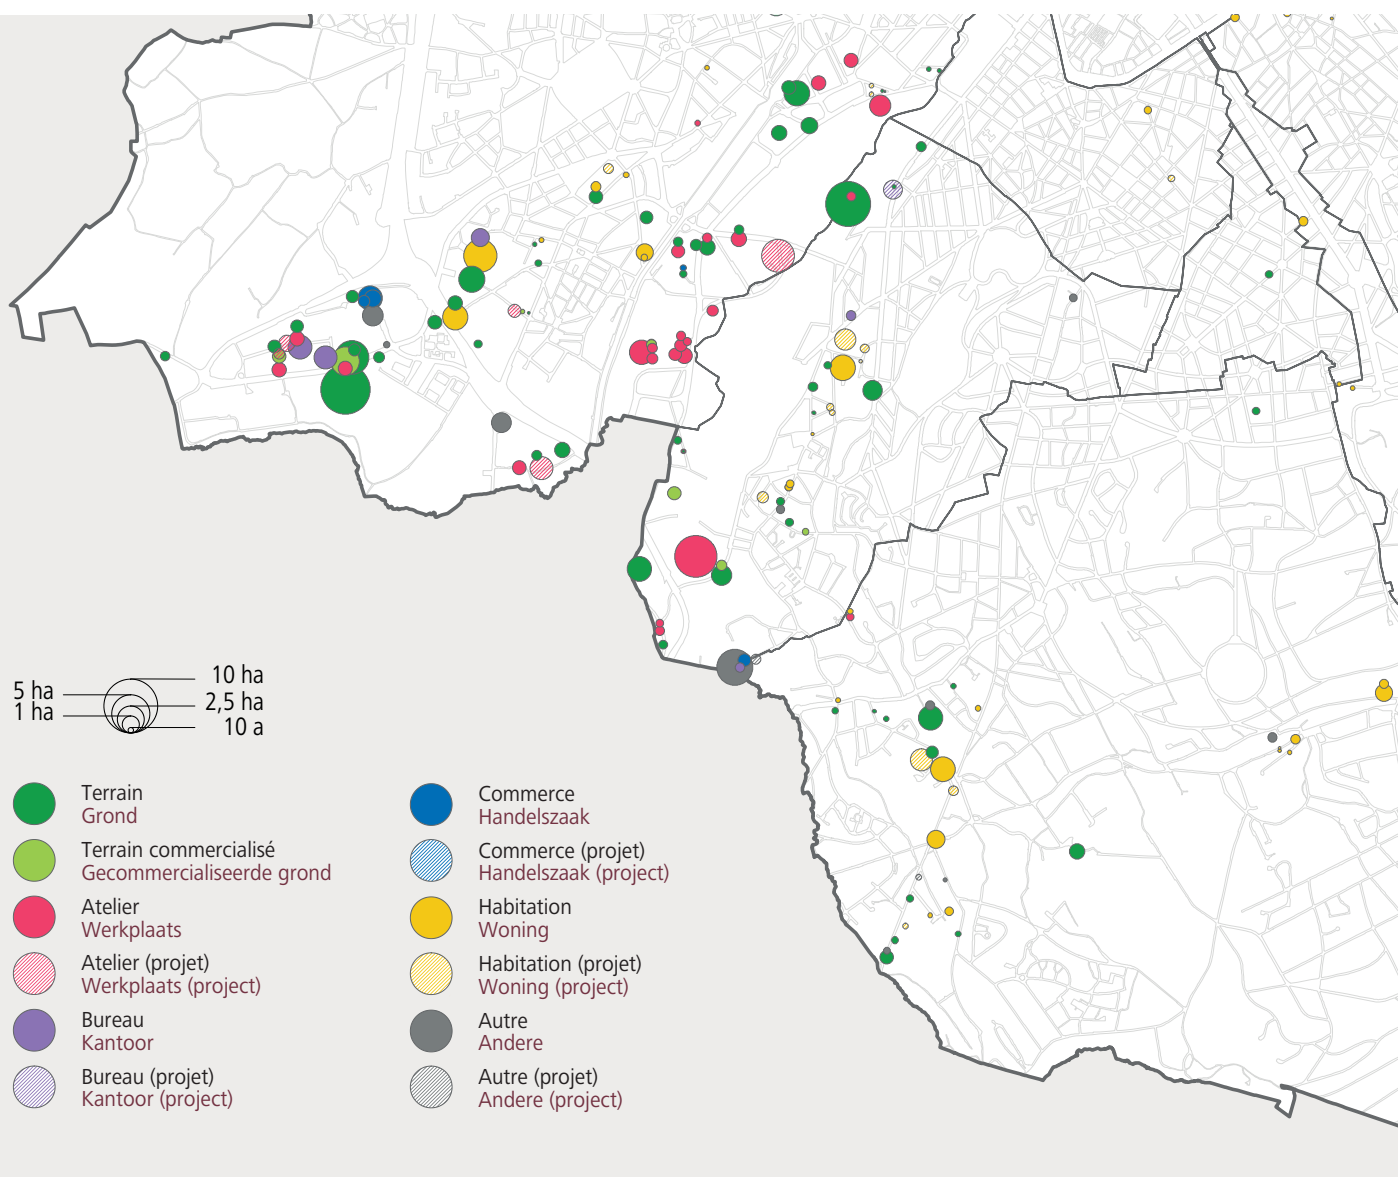 10 ha
5 ha
2,5 ha
1 ha
10 a
Terrain
Grond
Terrain commercialisé
Gecommercialiseerde grond
Atelier
Werkplaats
Atelier (projet)
Werkplaats (project)
Bureau
Kantoor
Bureau (projet)
Kantoor (project)
Commerce
Handelszaak
Commerce (projet)
Handelszaak (project)
Habitation
Woning
Habitation (projet)
Woning (project)
Autre
Andere
Autre (projet)
Andere (project)